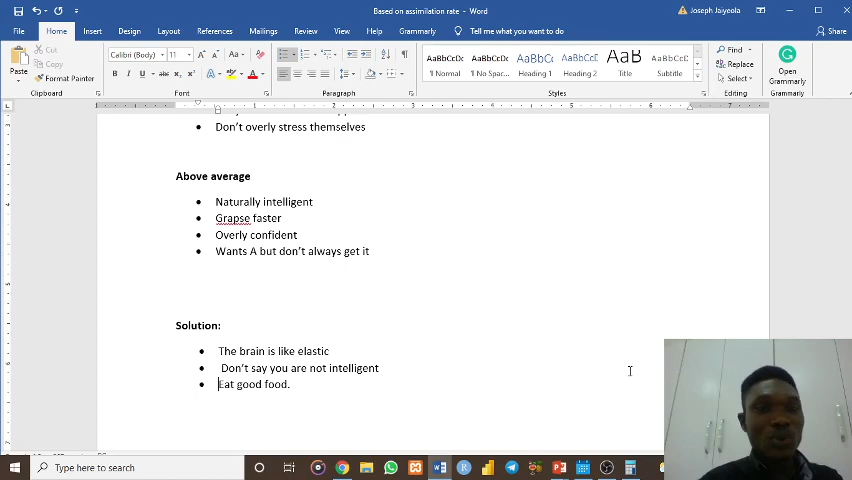 Based on assimilation rate - Word
Joseph Jaiyeola
File Home Insert Design Layout References Mailings Review View Help Grammarly Tell me what you want to do Share
Cut
Copy
Paste
Format Painter
Clipboard
Calibri (Body) 11
Font
Paragraph
AaBbCcDc AaBbCcDc AaBbCc AaBbCcD AaB AaBbCcD
¶ Normal ¶ No Spac... Heading 1 Heading 2 Title Subtitle
Styles
Find
Replace
Select
Editing
Open
Grammarly
Grammarly
Don't overly stress themselves
Above average
Naturally intelligent
Grapse faster
Overly confident
Wants A but don't always get it
Solution:
The brain is like elastic
Don't say you are not intelligent
Eat good food.
Type here to search